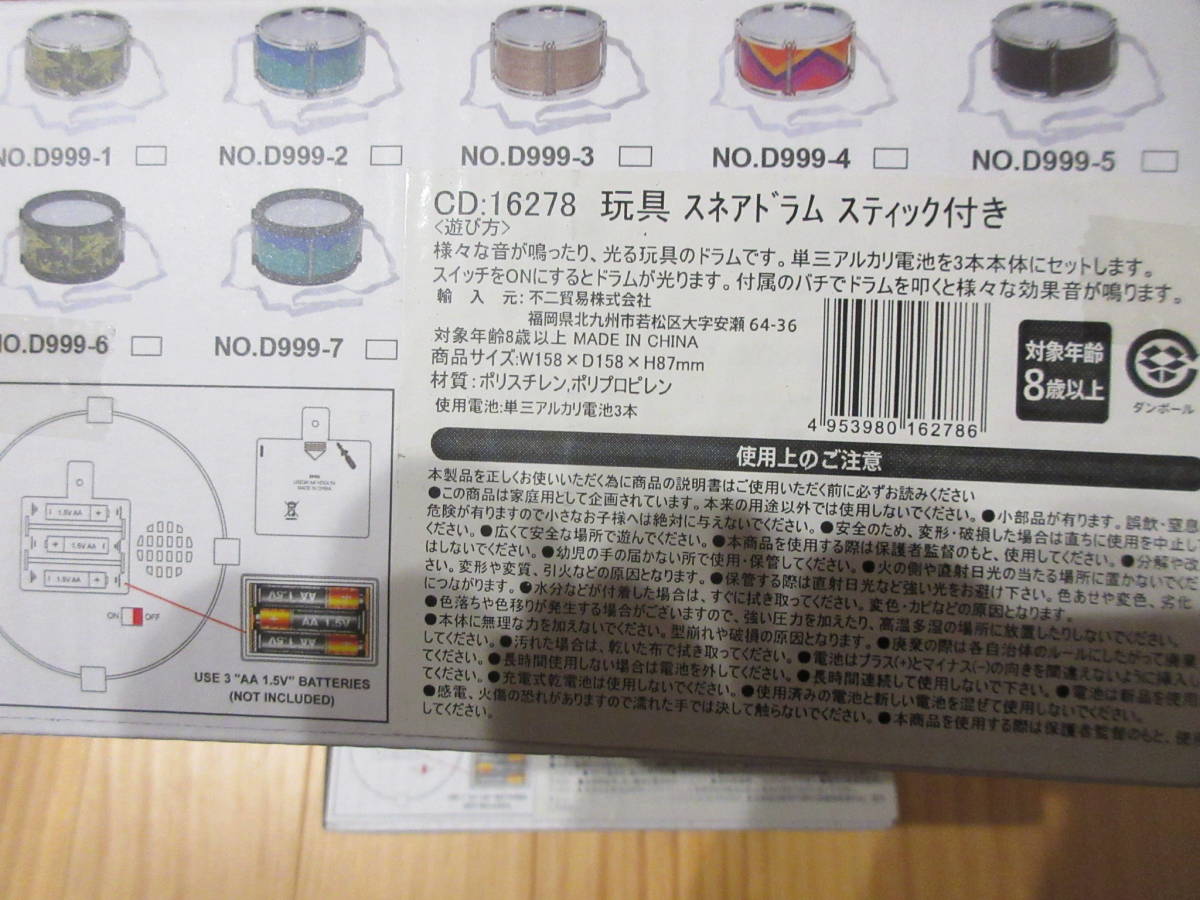 NO.D999-1
NO.D999-2
NO.D999-3
NO.D999-4
NO.D999-5
NO.D999-6
NO.D999-7
CD:16278 玩具 スネアドラム スティック付き
<遊び方>
様々な音が鳴ったり、光る玩具のドラムです。単三アルカリ電池を3本本体にセットします。
スイッチをONにするとドラムが光ります。付属のバチでドラムを叩くと様々な効果音が鳴ります。
輸 入 元: 不二貿易株式会社
福岡県北九州市若松区大字安瀬 64-36
対象年齢8歳以上 MADE IN CHINA
商品サイズ:W158×D158×H87mm
材質:ポリスチレン,ポリプロピレン
使用電池:単三アルカリ電池3本
4 953980 162786
対象年齢
8歳以上
ダンボール
使用上のご注意
本製品を正しくお使いいただく為に商品の説明書はご使用いただく前に必ずお読みください
●この商品は家庭用として企画されています。本来の用途以外では使用しないでください。●小部品が有ります。誤飲・窒息
危険が有りますので小さなお子様へは絶対に与えないでください。●安全のため、変形・破損した場合は直ちに使用を中止して
ください。●広くて安全な場所で遊んでください。●本商品を使用する際は保護者監督のもと、使用してください。●分解や改
はしないでください。●幼児の手の届かない所で使用・保管してください。●火の側や直射日光の当たる場所に置かないでくだ
さい。変形や変質、引火などの原因となります。●保管する際は直射日光など強い光をお避け下さい。色あせや変色、劣化
につながります。●水分などが付着した場合は、すぐに拭き取ってください。変色・カビなどの原因となります。
●色落ちや色移りが発生する場合がございますので、強い圧力を加えたり、高温多湿の場所に放置したりしないでください。
●本体に無理な力を加えないでください。型崩れや破損の原因となります。●廃棄の際は各自治体のルールにしたがって廃棄
してください。●汚れた場合は、乾いた布で拭き取ってください。●電池はプラス(+)とマイナス(-)の向きを間違えないように挿入し
てください。●長時間使用しない場合は電池を外してください。●長時間連続して使用しないで下さい。●電池は新品を使用
ください。●充電式乾電池は使用しないでください。●使用済みの電池と新しい電池を混ぜて使用しないでください。
●感電、火傷の恐れがありますので濡れた手では決して触らないでください。●本商品を使用する際は保護者監督のもと、使用
してください。
1.5V AA
1.5V AA
1.5V AA
ON OFF
AA 1.5V
AA 1.5V
AA 1.5V
USE 3 "AA 1.5V" BATTERIES
(NOT INCLUDED)